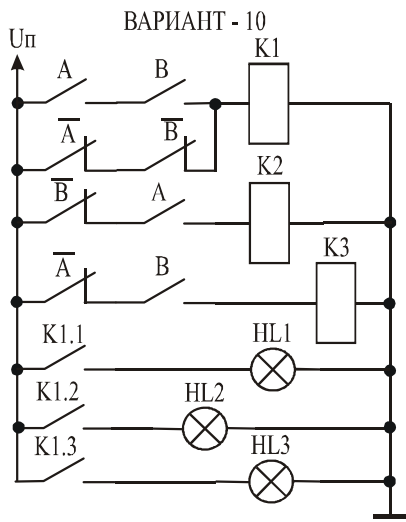 ВАРИАНТ - 10
Uп
A B K1
A̅ B̅
B̅ A K2
A̅ B K3
K1.1 HL1
K1.2 HL2
K1.3 HL3